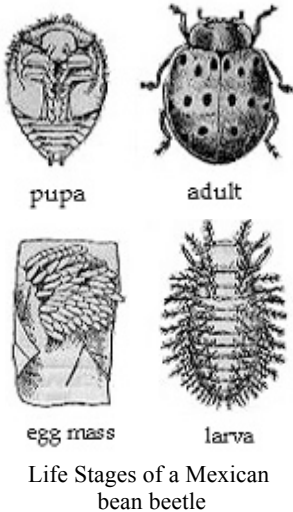 pupa
adult
egg mass
larva
Life Stages of a Mexican
bean beetle